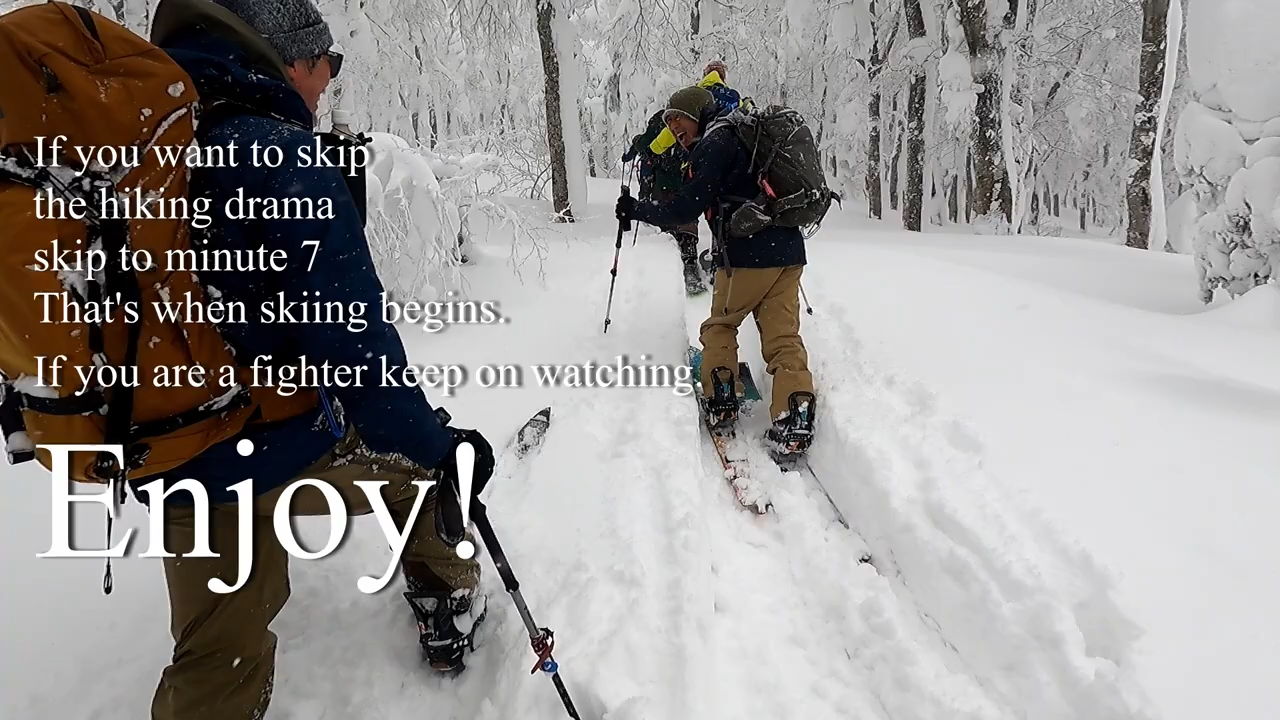 If you want to skip
the hiking drama
skip to minute 7
That's when skiing begins.
If you are a fighter keep on watching
Enjoy!